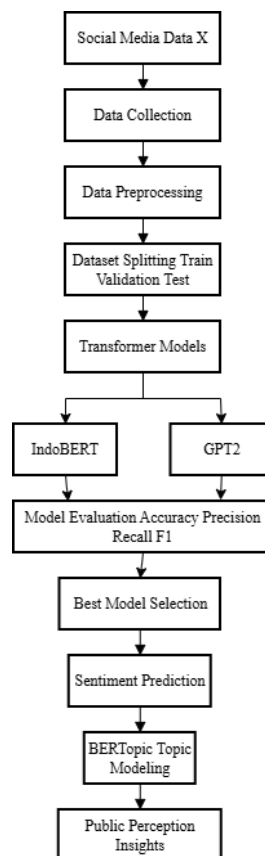 Social Media Data X
Data Collection
Data Preprocessing
Dataset Splitting Train
Validation Test
Transformer Models
IndoBERT
GPT2
Model Evaluation Accuracy Precision
Recall F1
Best Model Selection
Sentiment Prediction
BERTopic Topic
Modeling
Public Perception
Insights